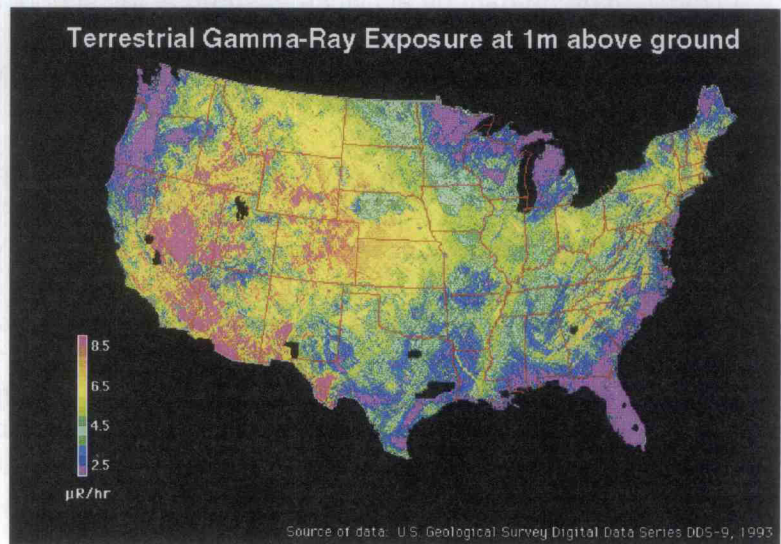 Terrestrial Gamma-Ray Exposure at 1m above ground
8.5
6.5
4.5
2.5
µR/hr
Source of data: U.S. Geological Survey Digital Data Series DDS-9, 1993